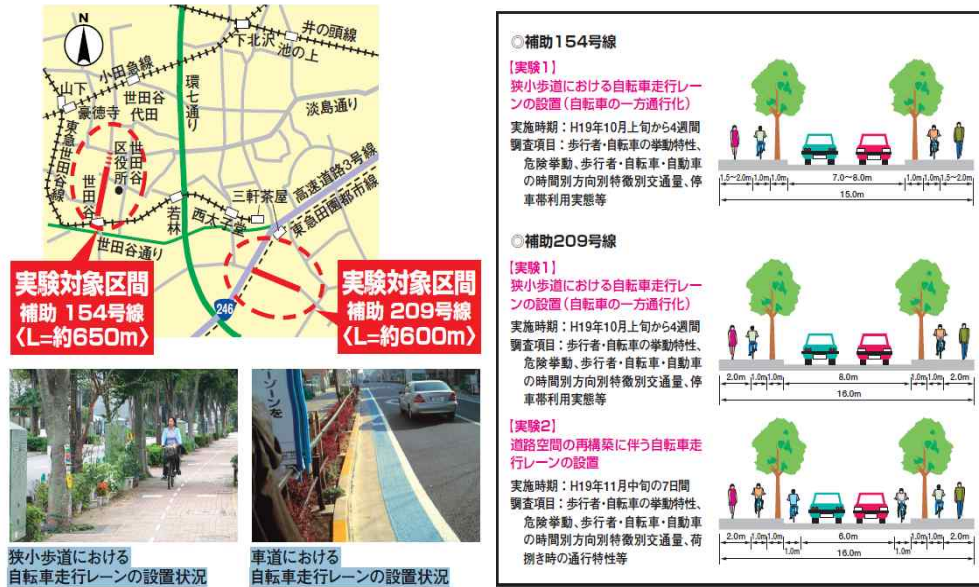 N
井の頭線
下北沢
池の上
小田急線
環七通り
山下
世田谷
代田
豪徳寺
淡島通り
東急世田谷線
世田谷
区役所
世田谷
高速道路3号線
三軒茶屋
若林
西太子堂
東急田園都市線
世田谷通り
246
実験対象区間
補助 154号線
〈L=約650m〉
実験対象区間
補助 209号線
〈L=約600m〉
ーンを
狭小歩道における
自転車走行レーンの設置状況
車道における
自転車走行レーンの設置状況
◎補助154号線
【実験1】
狭小歩道における自転車走行レー
ンの設置(自転車の一方通行化)
実施時期:H19年10月上旬から4週間
調査項目:歩行者・自転車の挙動特性、
危険挙動、歩行者・自転車・自動車
の時間別方向別特徴別交通量、停
車帯利用実態等
1.5~2.0m 1.0m 1.0m 7.0~8.0m 1.0m 1.0m 1.5~2.0m
15.0m
◎補助209号線
【実験1】
狭小歩道における自転車走行レー
ンの設置(自転車の一方通行化)
実施時期:H19年10月上旬から4週間
調査項目:歩行者・自転車の挙動特性、
危険挙動、歩行者・自転車・自動車
の時間別方向別特徴別交通量、停
車帯利用実態等
2.0m 1.0m 1.0m 8.0m 1.0m 1.0m 2.0m
16.0m
【実験2】
道路空間の再構築に伴う自転車走
行レーンの設置
実施時期:H19年11月中旬の7日間
調査項目:歩行者・自転車の挙動特性、
危険挙動、歩行者・自転車・自動車
の時間別方向別特徴別交通量、荷
捌き時の通行特性等
2.0m 1.0m 1.0m 6.0m 1.0m 1.0m 2.0m
1.0m 1.0m
16.0m